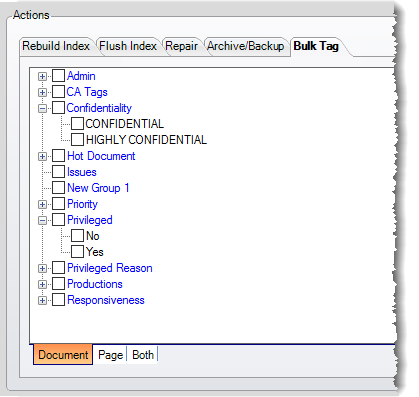 Actions
Rebuild Index Flush Index Repair Archive/Backup Bulk Tag
Admin
CA Tags
Confidentiality
CONFIDENTIAL
HIGHLY CONFIDENTIAL
Hot Document
Issues
New Group 1
Priority
Privileged
No
Yes
Privileged Reason
Productions
Responsiveness
Document Page Both